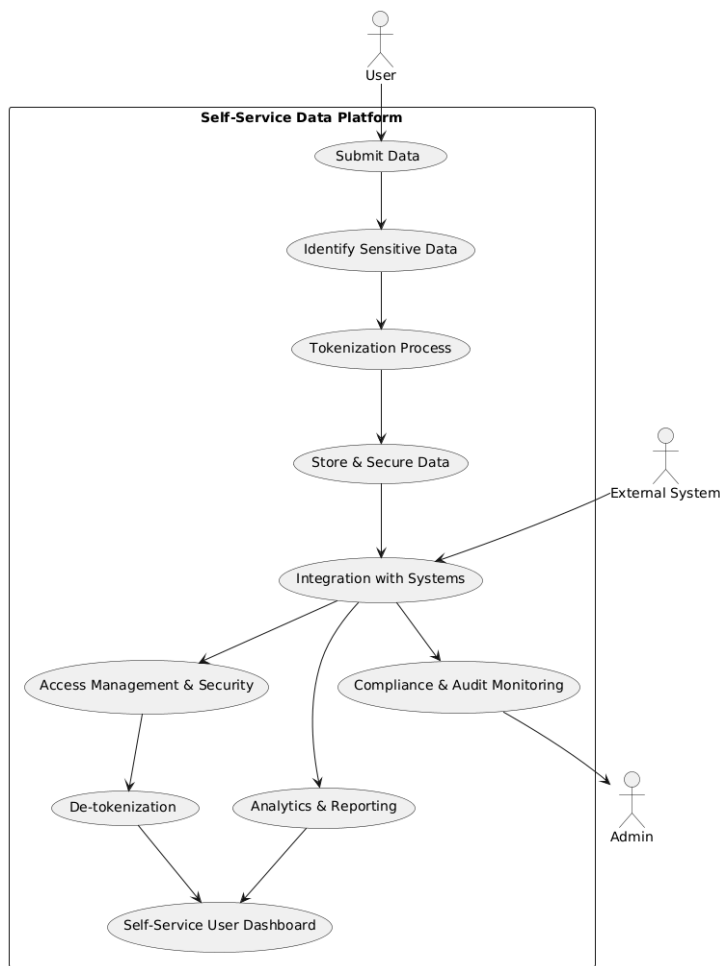 User
Self-Service Data Platform
Submit Data
Identify Sensitive Data
Tokenization Process
Store & Secure Data
External System
Integration with Systems
Access Management & Security
Compliance & Audit Monitoring
De-tokenization
Analytics & Reporting
Admin
Self-Service User Dashboard